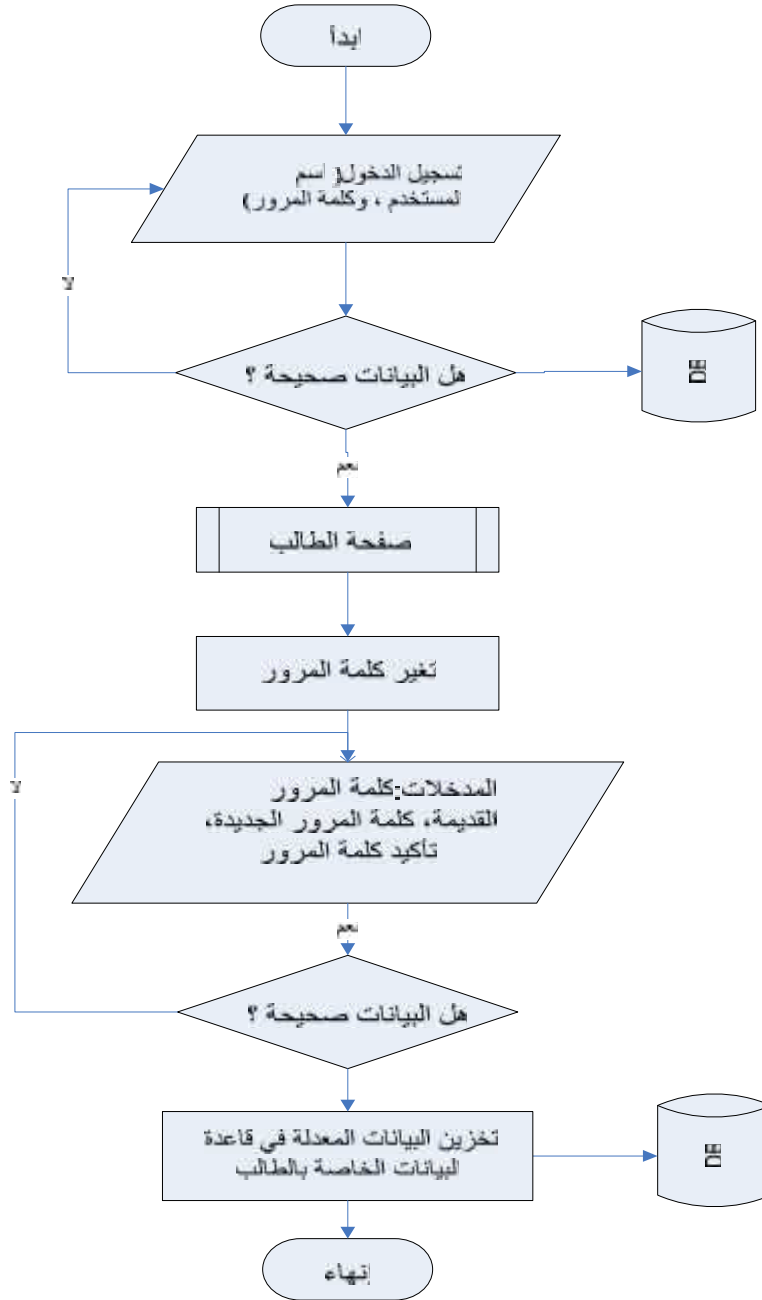 ابدأ
تسجيل الدخول( اسم
لمستخدم ، وكلمة المرور)
لا
هل البيانات صحيحة ؟
DB
نعم
صفحة الطالب
تغير كلمة المرور
لا
المدخلات:كلمة المرور
القديمة، كلمة المرور الجديدة،
تأكيد كلمة المرور
نعم
هل البيانات صحيحة ؟
تخزين البيانات المعدلة في قاعدة
لبيانات الخاصة بالطالب
DB
إنهاء